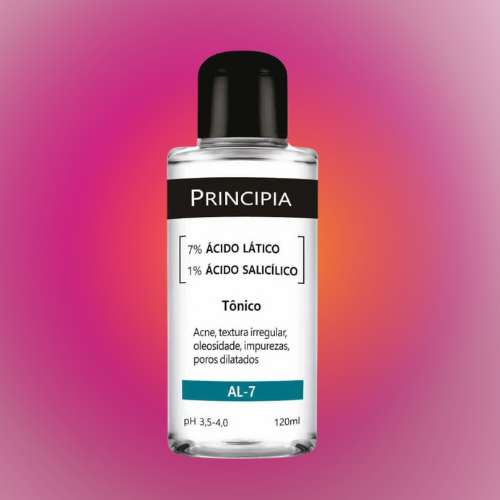 PRINCIPIA
7% ÁCIDO LÁTICO
1% ÁCIDO SALICÍLICO
Tônico
Acne, textura irregular,
oleosidade, impurezas,
poros dilatados
AL-7
pH 3,5-4,0 120ml